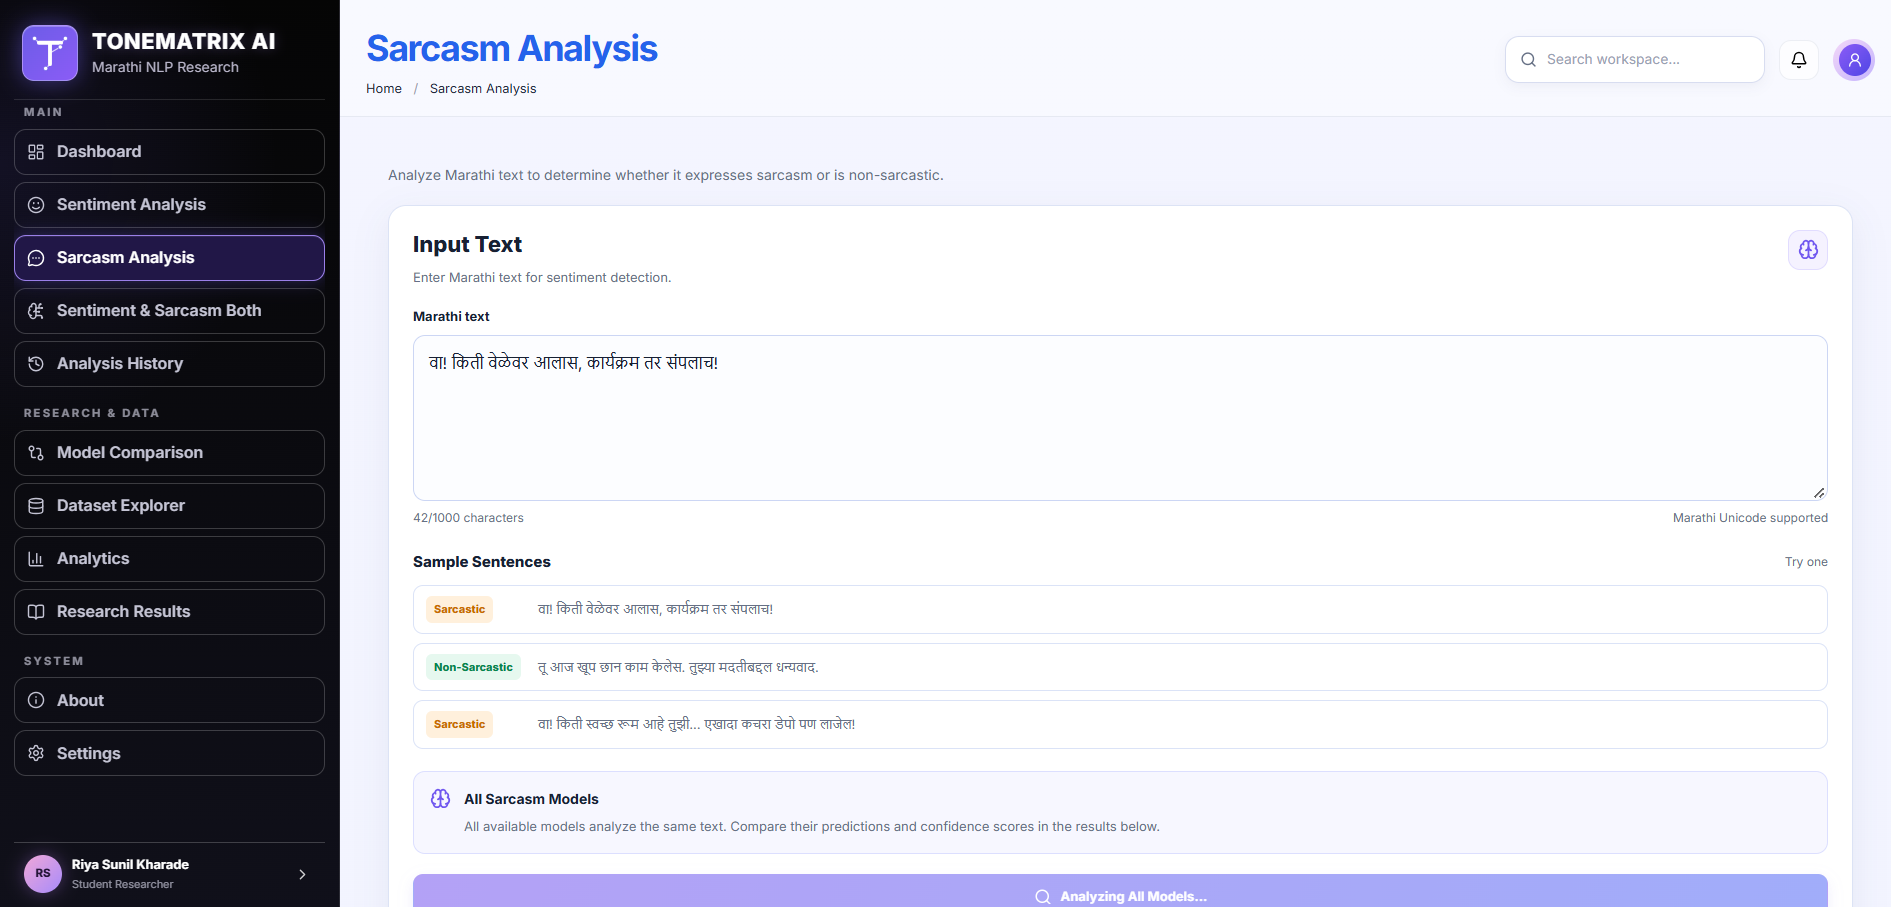 TONEMATRIX AI
Marathi NLP Research
MAIN
Dashboard
Sentiment Analysis
Sarcasm Analysis
Sentiment & Sarcasm Both
Analysis History
RESEARCH & DATA
Model Comparison
Dataset Explorer
Analytics
Research Results
SYSTEM
About
Settings
RS
Riya Sunil Kharade
Student Researcher
Sarcasm Analysis
Home / Sarcasm Analysis
Search workspace...
Analyze Marathi text to determine whether it expresses sarcasm or is non-sarcastic.
Input Text
Enter Marathi text for sentiment detection.
Marathi text
वा! किती वेळेवर आलास, कार्यक्रम तर संपलाच!
42/1000 characters
Marathi Unicode supported
Sample Sentences
Try one
Sarcastic वा! किती वेळेवर आलास, कार्यक्रम तर संपलाच!
Non-Sarcastic तू आज खूप छान काम केलेस. तुझ्या मदतीबद्दल धन्यवाद.
Sarcastic वा! किती स्वच्छ रूम आहे तुझी... एखादा कचरा डेपो पण लाजेल!
All Sarcasm Models
All available models analyze the same text. Compare their predictions and confidence scores in the results below.
Analyzing All Models...